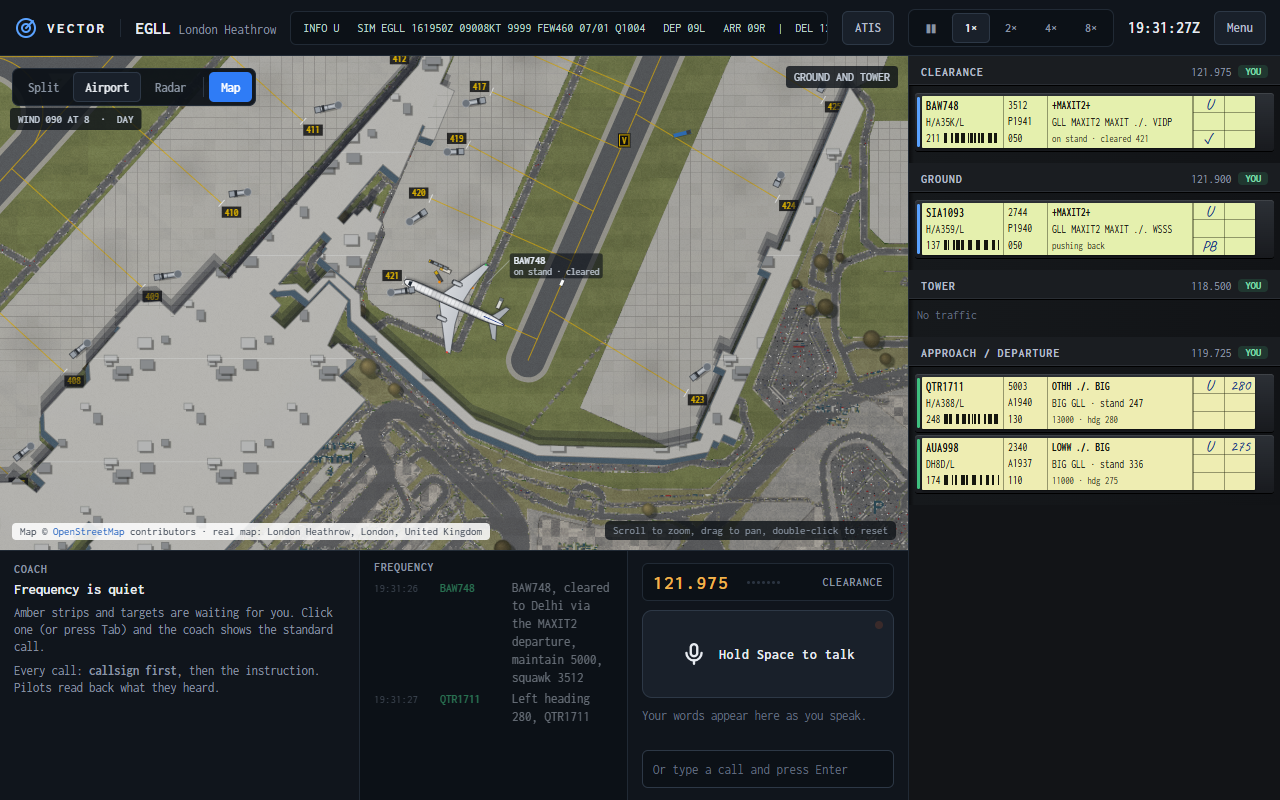 VECTOR
EGLL London Heathrow
INFO U SIM EGLL 161950Z 09008KT 9999 FEW460 07/01 Q1004 DEP 09L ARR 09R | DEL
ATIS
1× 2× 4× 8×
19:31:27Z
Menu
Split Airport Radar Map
WIND 090 AT 8 · DAY
GROUND AND TOWER
412
417
425
411
419
V
410
420
424
421
BAW748
on stand · cleared
409
408
423
Map © OpenStreetMap contributors · real map: London Heathrow, London, United Kingdom
Scroll to zoom, drag to pan, double-click to reset
CLEARANCE 121.975 YOU
BAW748 3512 +MAXIT2+ U
H/A35K/L P1941 GLL MAXIT2 MAXIT ./. VIDP
211 050 on stand · cleared 421 ✓
GROUND 121.900 YOU
SIA1093 2744 +MAXIT2+ U
H/A359/L P1940 GLL MAXIT2 MAXIT ./. WSSS
137 050 pushing back PB
TOWER 118.500 YOU
No traffic
APPROACH / DEPARTURE 119.725 YOU
QTR1711 5003 OTHH ./. BIG U 280
H/A388/L A1940 BIG GLL · stand 247
248 130 13000 · hdg 280
AUA998 2340 LOWW ./. BIG U 275
DH8D/L A1937 BIG GLL · stand 336
174 110 11000 · hdg 275
COACH
Frequency is quiet
Amber strips and targets are waiting for you. Click
one (or press Tab) and the coach shows the standard
call.
Every call: callsign first, then the instruction.
Pilots read back what they heard.
FREQUENCY
19:31:26 BAW748 BAW748, cleared
to Delhi via
the MAXIT2
departure,
maintain 5000,
squawk 3512
19:31:27 QTR1711 Left heading
280, QTR1711
121.975 CLEARANCE
Hold Space to talk
Your words appear here as you speak.
Or type a call and press Enter